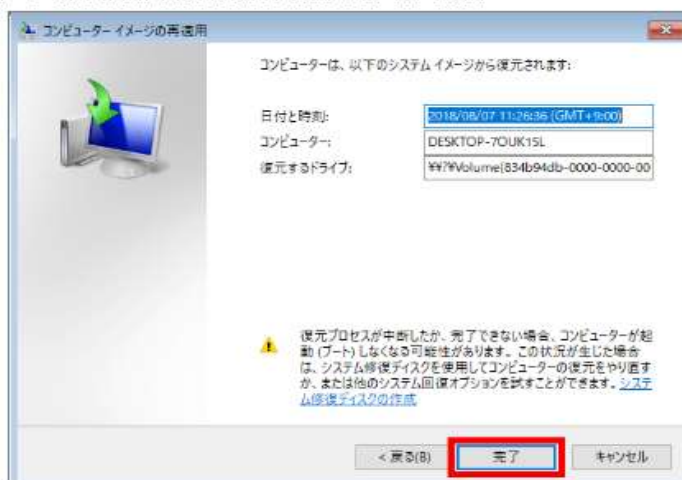 コンピューター イメージの再適用
コンピューターは、以下のシステム イメージから復元されます:
日付と時刻: 2018/08/07 11:26:36 (GMT+9:00)
コンピューター: DESKTOP-7OUK1SL
復元するドライブ: ¥¥?¥Volume{834b94db-0000-0000-00
復元プロセスが中断したか、完了できない場合、コンピューターが起
動 (ブート) しなくなる可能性があります。この状況が生じた場合
は、システム修復ディスクを使用してコンピューターの復元をやり直す
か、または他のシステム回復オプションを試すことができます。システ
ム修復ディスクの作成
< 戻る(B) 完了 キャンセル